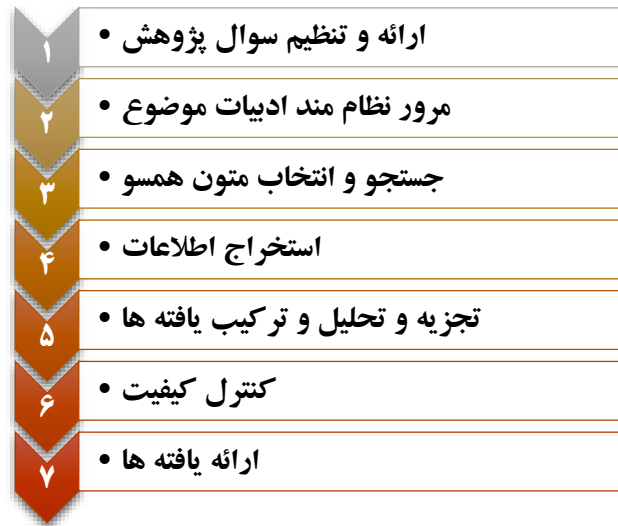 ۱ • ارائه و تنظیم سوال پژوهش
۲ • مرور نظام مند ادبیات موضوع
۳ • جستجو و انتخاب متون همسو
۴ • استخراج اطلاعات
۵ • تجزیه و تحلیل و ترکیب یافته ها
۶ • کنترل کیفیت
۷ • ارائه یافته ها